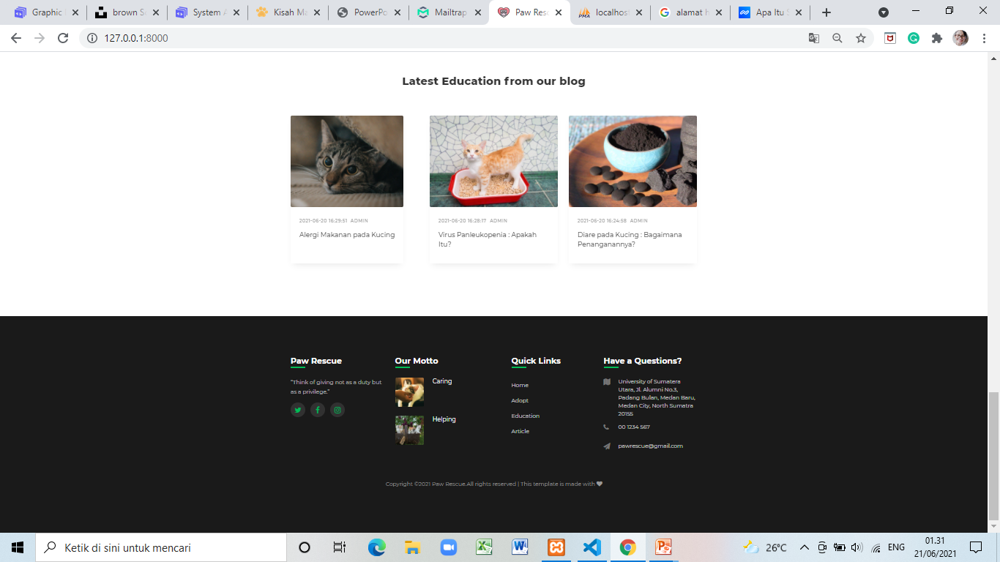 Graphic
brown S
System A
Kisah Ma
PowerPo
Mailtrap
Paw Res
localhost
alamat h
Apa Itu
127.0.0.1:8000
Latest Education from our blog
2021-06-20 16:29:51 ADMIN
Alergi Makanan pada Kucing
2021-06-20 16:28:17 ADMIN
Virus Panleukopenia : Apakah
Itu?
2021-06-20 16:24:58 ADMIN
Diare pada Kucing : Bagaimana
Penanganannya?
Paw Rescue
“Think of giving not as a duty but
as a privilege.”
Our Motto
Caring
Helping
Quick Links
Home
Adopt
Education
Article
Have a Questions?
University of Sumatera
Utara, Jl. Alumni No.3,
Padang Bulan, Medan Baru,
Medan City, North Sumatra
20155
00 1234 567
pawrescue@gmail.com
Copyright ©2021 Paw Rescue.All rights reserved | This template is made with
Ketik di sini untuk mencari
26°C
ENG
01.31
21/06/2021